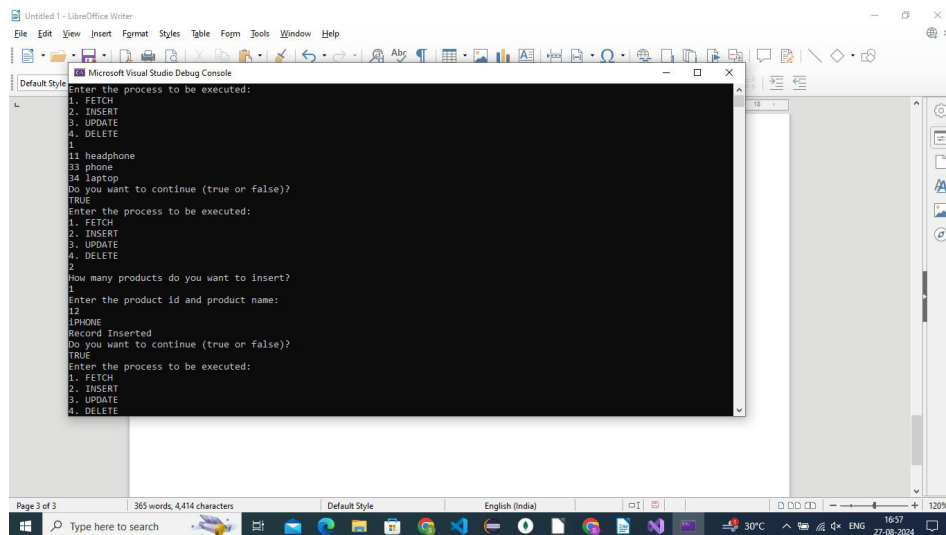 Untitled 1 - LibreOffice Writer
File Edit View Insert Format Styles Table Form Tools Window Help
Microsoft Visual Studio Debug Console
Default Style
18
Enter the process to be executed:
1. FETCH
2. INSERT
3. UPDATE
4. DELETE
1
11 headphone
33 phone
34 laptop
Do you want to continue (true or false)?
TRUE
Enter the process to be executed:
1. FETCH
2. INSERT
3. UPDATE
4. DELETE
2
How many products do you want to insert?
1
Enter the product id and product name:
12
iPHONE
Record Inserted
Do you want to continue (true or false)?
TRUE
Enter the process to be executed:
1. FETCH
2. INSERT
3. UPDATE
4. DELETE
Page 3 of 3 365 words, 4,414 characters Default Style English (India) 120%
Type here to search 30°C ENG 16:57
27-08-2024